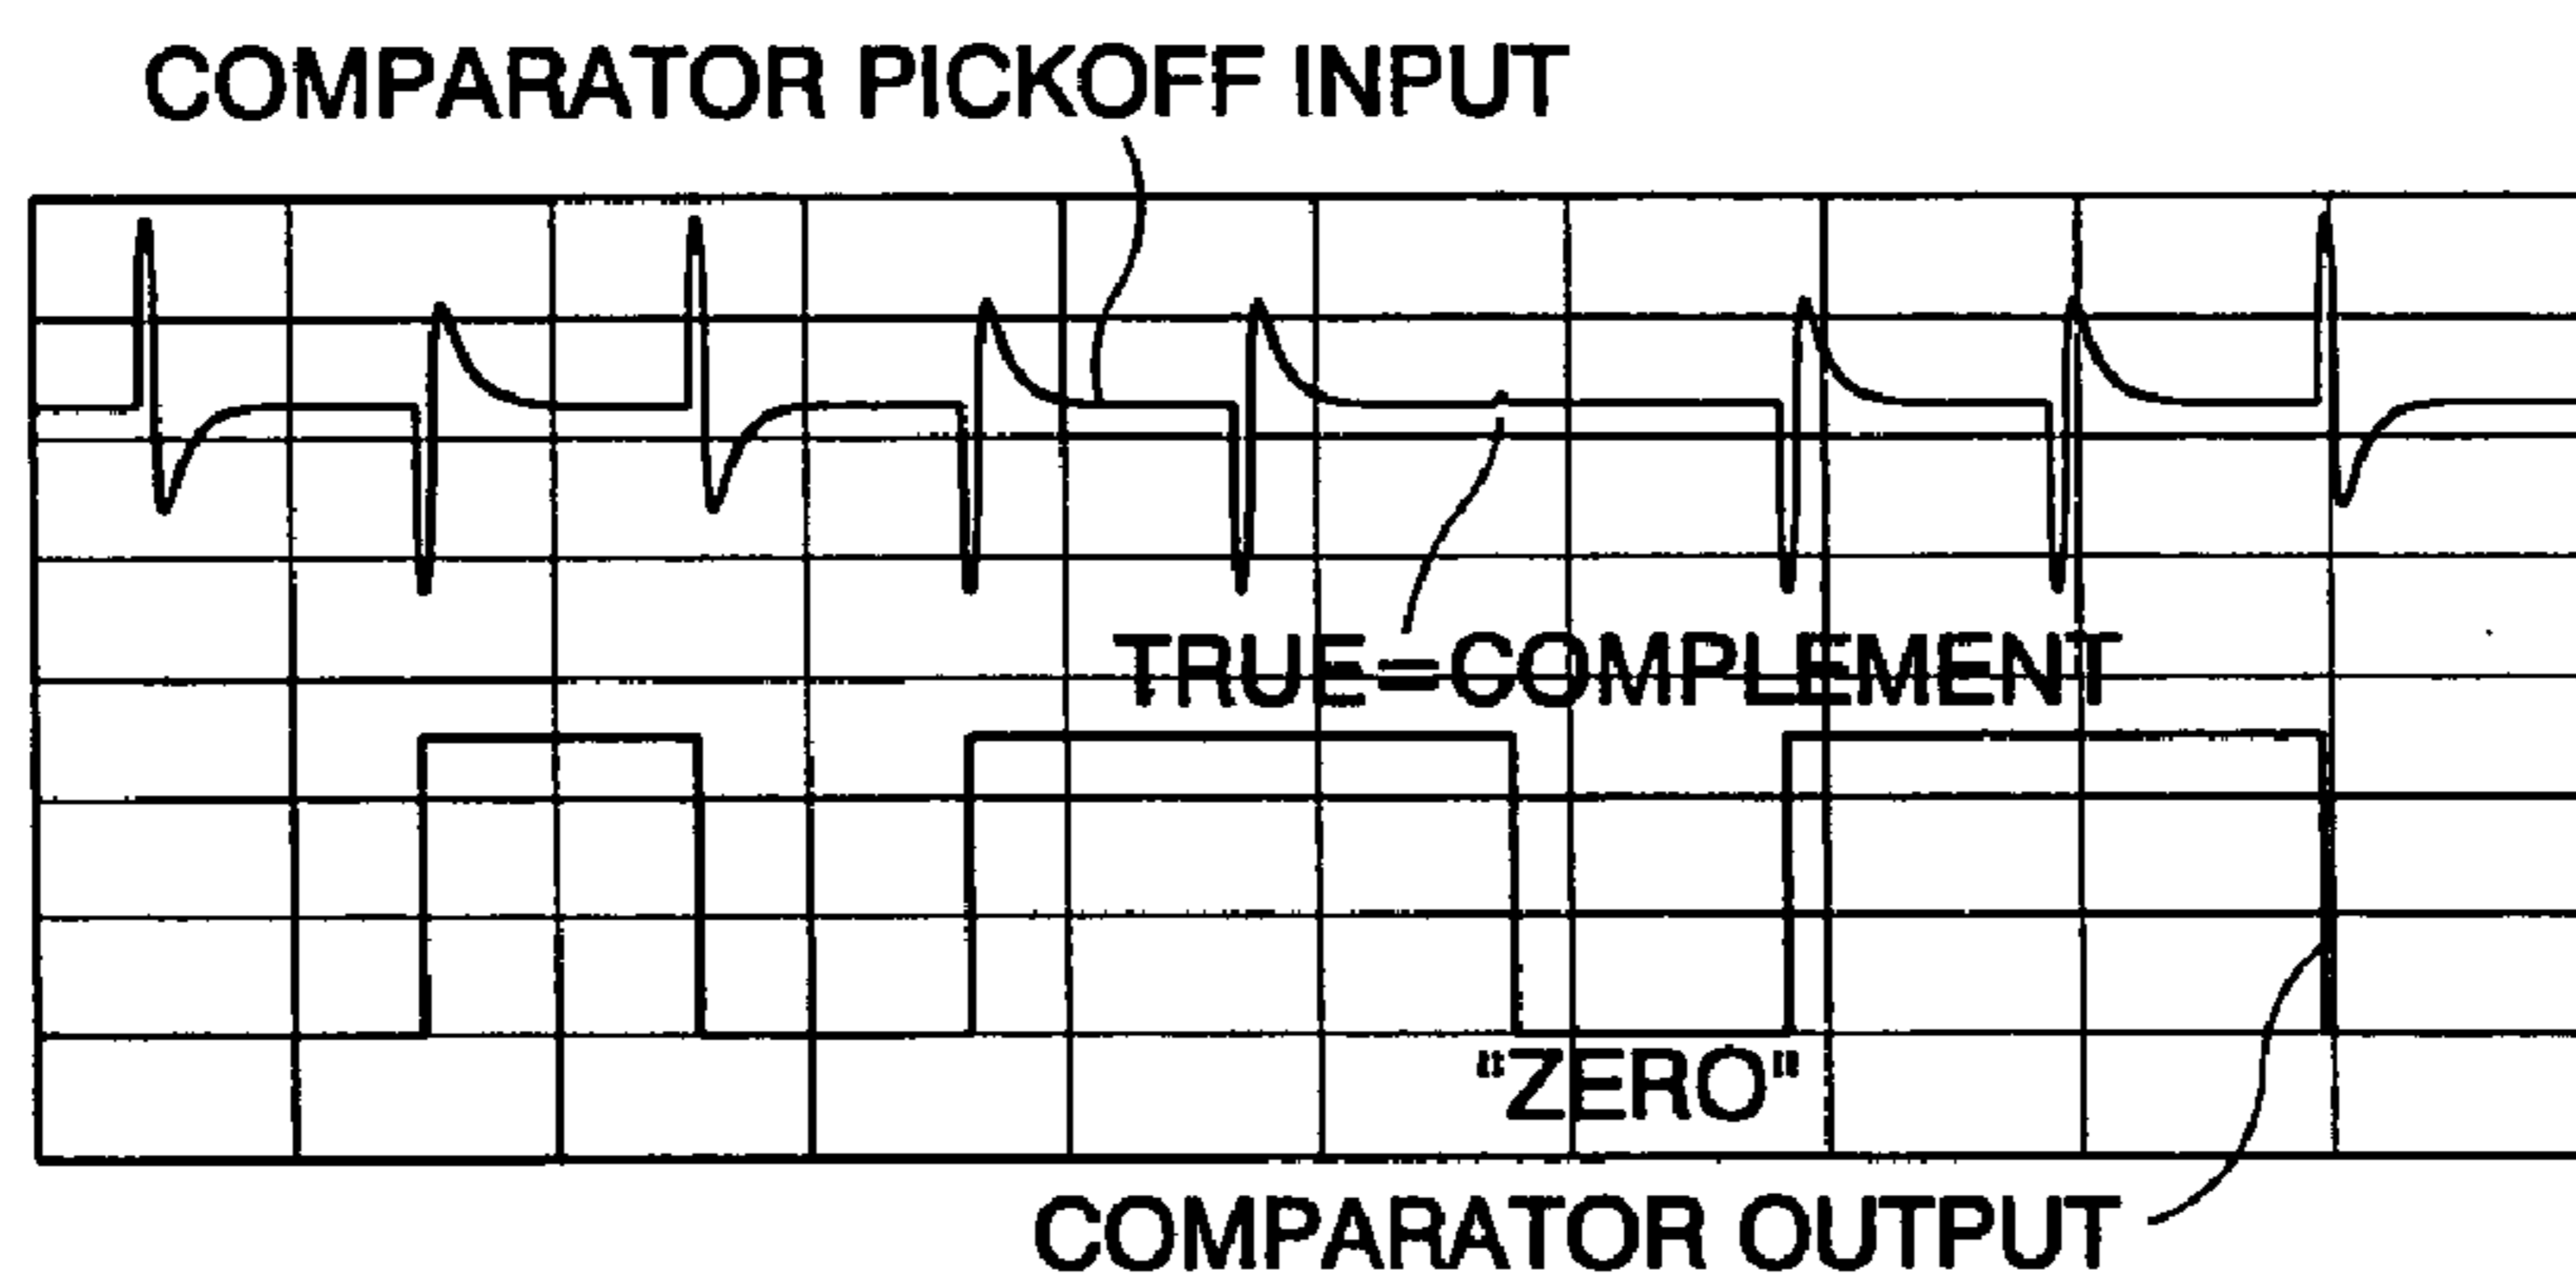 COMPARATOR PICKOFF INPUT
TRUE=COMPLEMENT
“ZERO”
COMPARATOR OUTPUT